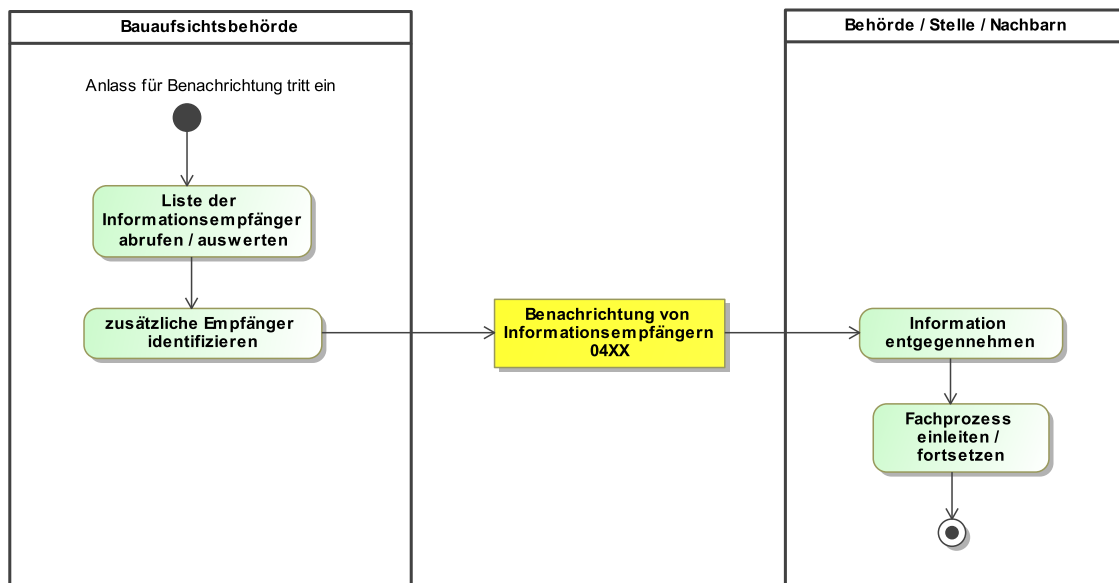 Bauaufsichtsbehörde
Behörde / Stelle / Nachbarn
Anlass für Benachrichtung tritt ein
Liste der
Informationsempfänger
abrufen / auswerten
zusätzliche Empfänger
identifizieren
Benachrichtung von
Informationsempfängern
04XX
Information
entgegennehmen
Fachprozess
einleiten /
fortsetzen